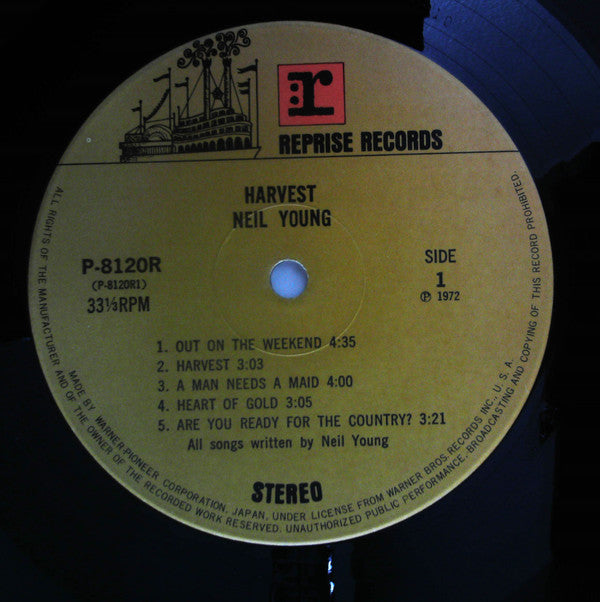 r
REPRISE RECORDS
HARVEST
NEIL YOUNG
P-8120R
(P-8120R1)
33⅓RPM
SIDE
1
℗ 1972
1. OUT ON THE WEEKEND 4:35
2. HARVEST 3:03
3. A MAN NEEDS A MAID 4:00
4. HEART OF GOLD 3:05
5. ARE YOU READY FOR THE COUNTRY? 3:21
All songs written by Neil Young
STEREO
MADE BY WARNER-PIONEER CORPORATION, JAPAN, UNDER LICENSE FROM WARNER BROS. RECORDS INC., U. S. A.
ALL RIGHTS OF THE MANUFACTURER AND OF THE OWNER OF THE RECORDED WORK RESERVED. UNAUTHORIZED PUBLIC PERFORMANCE, BROADCASTING AND COPYING OF THIS RECORD PROHIBITED.